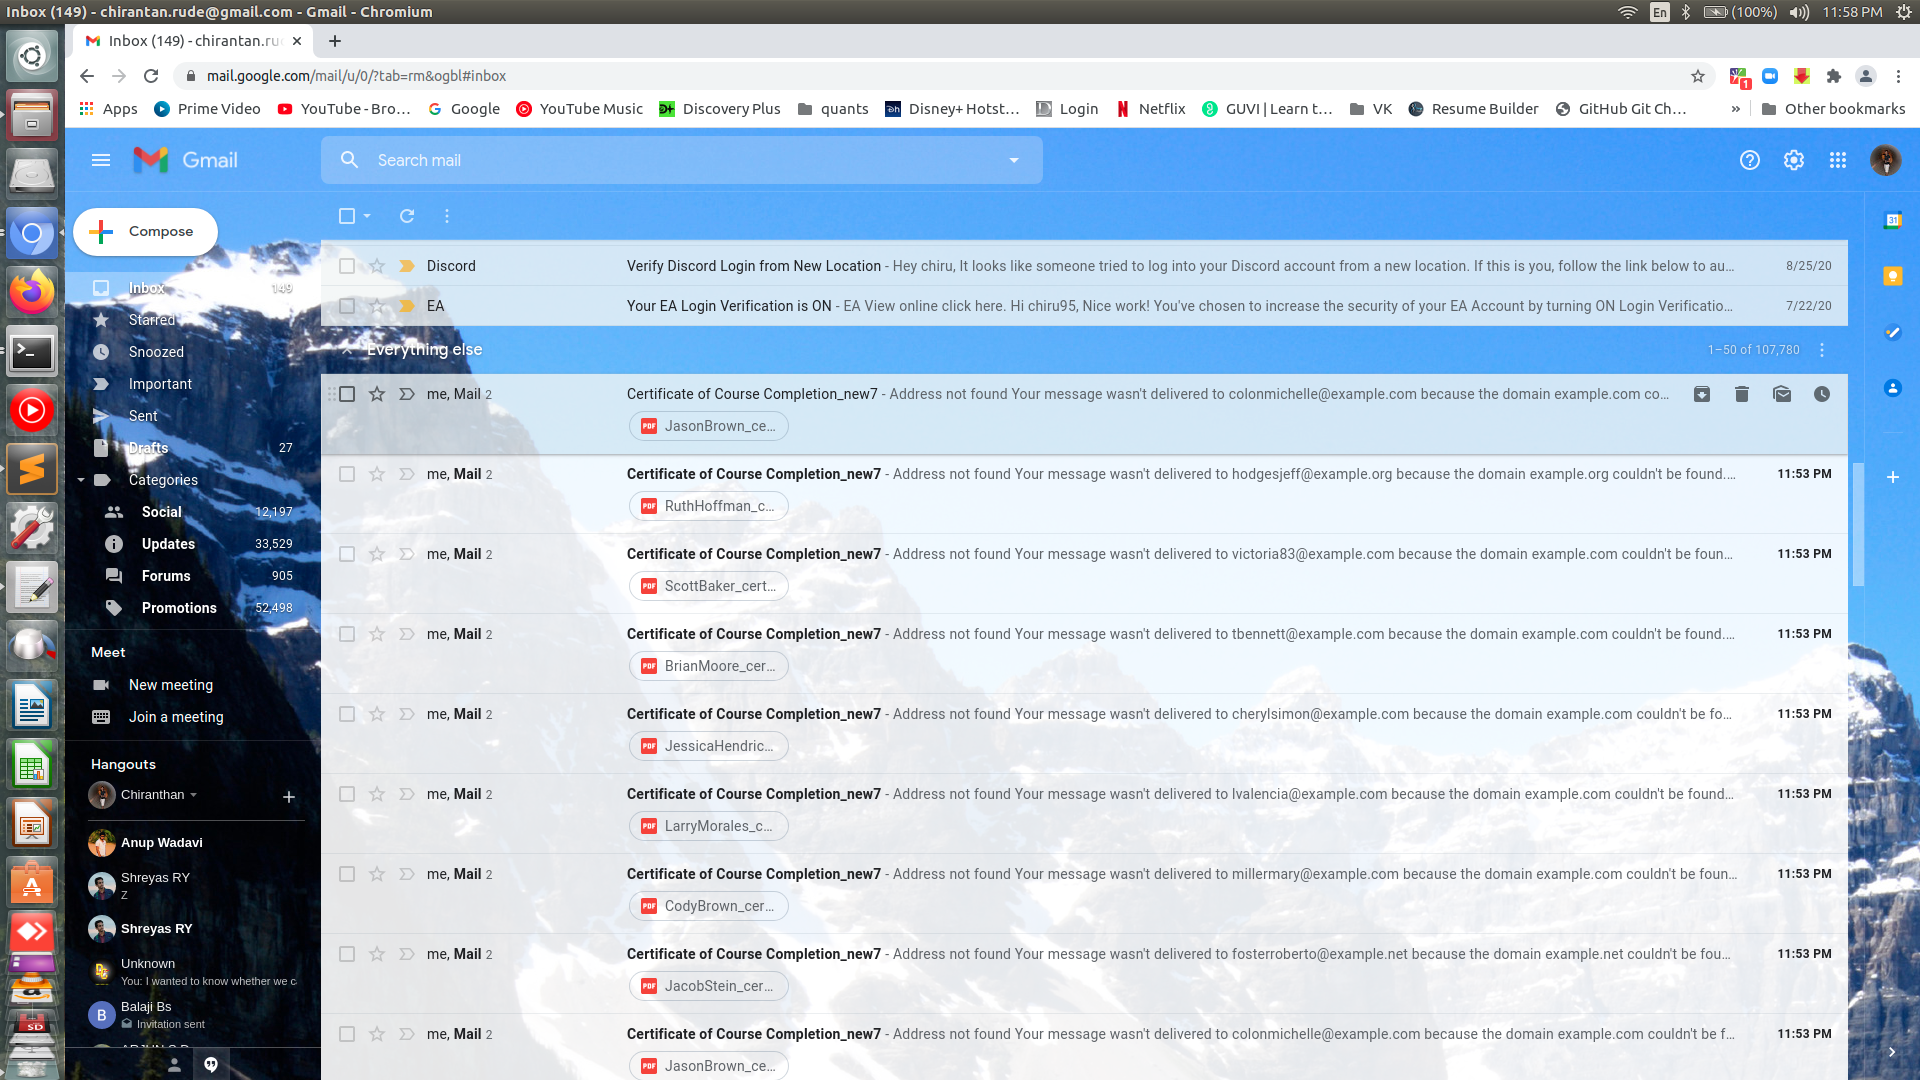 Inbox (149) - chirantan.rude@gmail.com - Gmail - Chromium
En
(100%)
11:58 PM
Inbox (149) - chirantan.ru
mail.google.com/mail/u/0/?tab=rm&ogbl#inbox
1
Apps
Prime Video
YouTube - Bro…
Google
YouTube Music
Discovery Plus
quants
Disney+ Hotst…
Login
Netflix
GUVI | Learn t…
VK
Resume Builder
GitHub Git Ch…
»
Other bookmarks
Gmail
Search mail
Compose
Inbox 149
Starred
Snoozed
Important
Sent
Drafts 27
Categories
Social 12,197
Updates 33,529
Forums 905
Promotions 52,498
Meet
New meeting
Join a meeting
Hangouts
Chiranthan
Anup Wadavi
Shreyas RY
Z
Shreyas RY
Unknown
You: I wanted to know whether we c
B
Balaji Bs
Invitation sent
Discord Verify Discord Login from New Location - Hey chiru, It looks like someone tried to log into your Discord account from a new location. If this is you, follow the link below to au… 8/25/20
EA Your EA Login Verification is ON - EA View online click here. Hi chiru95, Nice work! You've chosen to increase the security of your EA Account by turning ON Login Verificatio… 7/22/20
Everything else 1–50 of 107,780
me, Mail 2 Certificate of Course Completion_new7 - Address not found Your message wasn't delivered to colonmichelle@example.com because the domain example.com co…
PDF JasonBrown_ce…
me, Mail 2 Certificate of Course Completion_new7 - Address not found Your message wasn't delivered to hodgesjeff@example.org because the domain example.org couldn't be found.… 11:53 PM
PDF RuthHoffman_c…
me, Mail 2 Certificate of Course Completion_new7 - Address not found Your message wasn't delivered to victoria83@example.com because the domain example.com couldn't be foun… 11:53 PM
PDF ScottBaker_cert…
me, Mail 2 Certificate of Course Completion_new7 - Address not found Your message wasn't delivered to tbennett@example.com because the domain example.com couldn't be found.… 11:53 PM
PDF BrianMoore_cer…
me, Mail 2 Certificate of Course Completion_new7 - Address not found Your message wasn't delivered to cherylsimon@example.com because the domain example.com couldn't be fo… 11:53 PM
PDF JessicaHendric…
me, Mail 2 Certificate of Course Completion_new7 - Address not found Your message wasn't delivered to lvalencia@example.com because the domain example.com couldn't be found… 11:53 PM
PDF LarryMorales_c…
me, Mail 2 Certificate of Course Completion_new7 - Address not found Your message wasn't delivered to millermary@example.com because the domain example.com couldn't be foun… 11:53 PM
PDF CodyBrown_cer…
me, Mail 2 Certificate of Course Completion_new7 - Address not found Your message wasn't delivered to fosterroberto@example.net because the domain example.net couldn't be fou… 11:53 PM
PDF JacobStein_cer…
me, Mail 2 Certificate of Course Completion_new7 - Address not found Your message wasn't delivered to colonmichelle@example.com because the domain example.com couldn't be f… 11:53 PM
PDF JasonBrown_ce…
31
SD